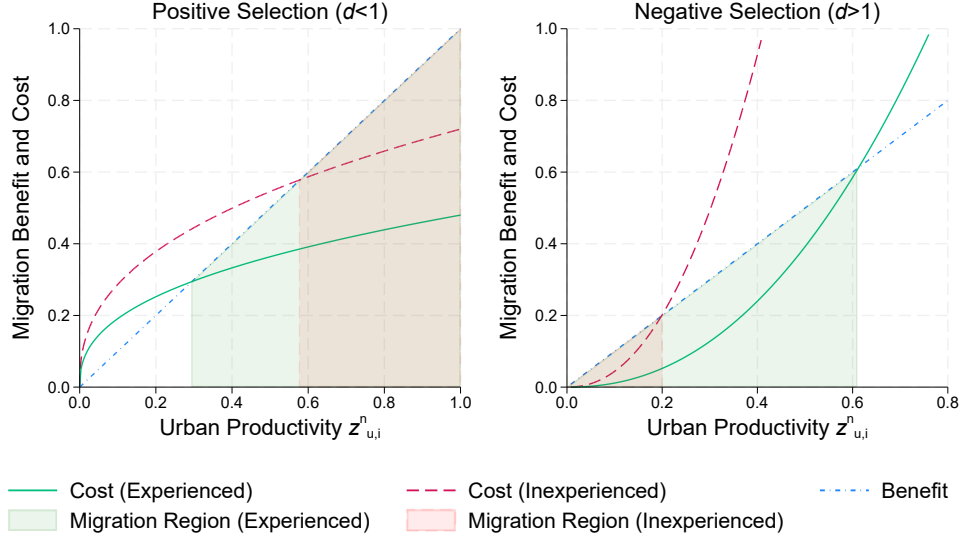 Positive Selection (d<1)
Migration Benefit and Cost
1.0
0.8
0.6
0.4
0.2
0.0
0.0 0.2 0.4 0.6 0.8 1.0
Urban Productivity z^n_{u,i}
Negative Selection (d>1)
Migration Benefit and Cost
1.0
0.8
0.6
0.4
0.2
0.0
0.0 0.2 0.4 0.6 0.8
Urban Productivity z^n_{u,i}
Cost (Experienced) Cost (Inexperienced) Benefit
Migration Region (Experienced) Migration Region (Inexperienced)